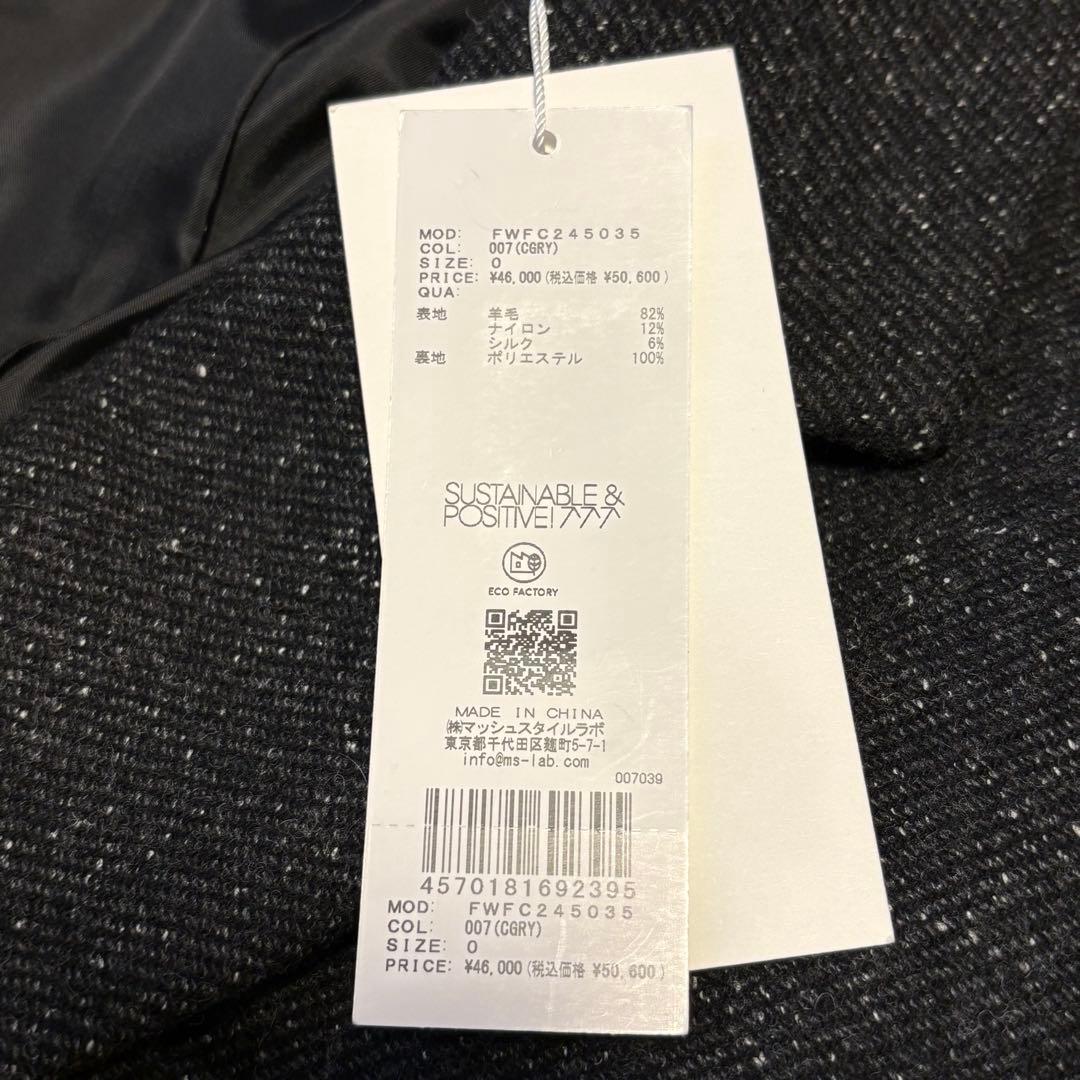 MOD: FWFC245035
COL: 007(CGRY)
SIZE: 0
PRICE: ¥46,000(税込価格 ¥50,600)
QUA:
表地 羊毛 82%
ナイロン 12%
シルク 6%
裏地 ポリエステル 100%
SUSTAINABLE &
POSITIVE!
ECO FACTORY
MADE IN CHINA
㈱マッシュスタイルラボ
東京都千代田区麹町5-7-1
info@ms-lab.com
007039
4570181692395
MOD: FWFC245035
COL: 007(CGRY)
SIZE: 0
PRICE: ¥46,000(税込価格 ¥50,600)